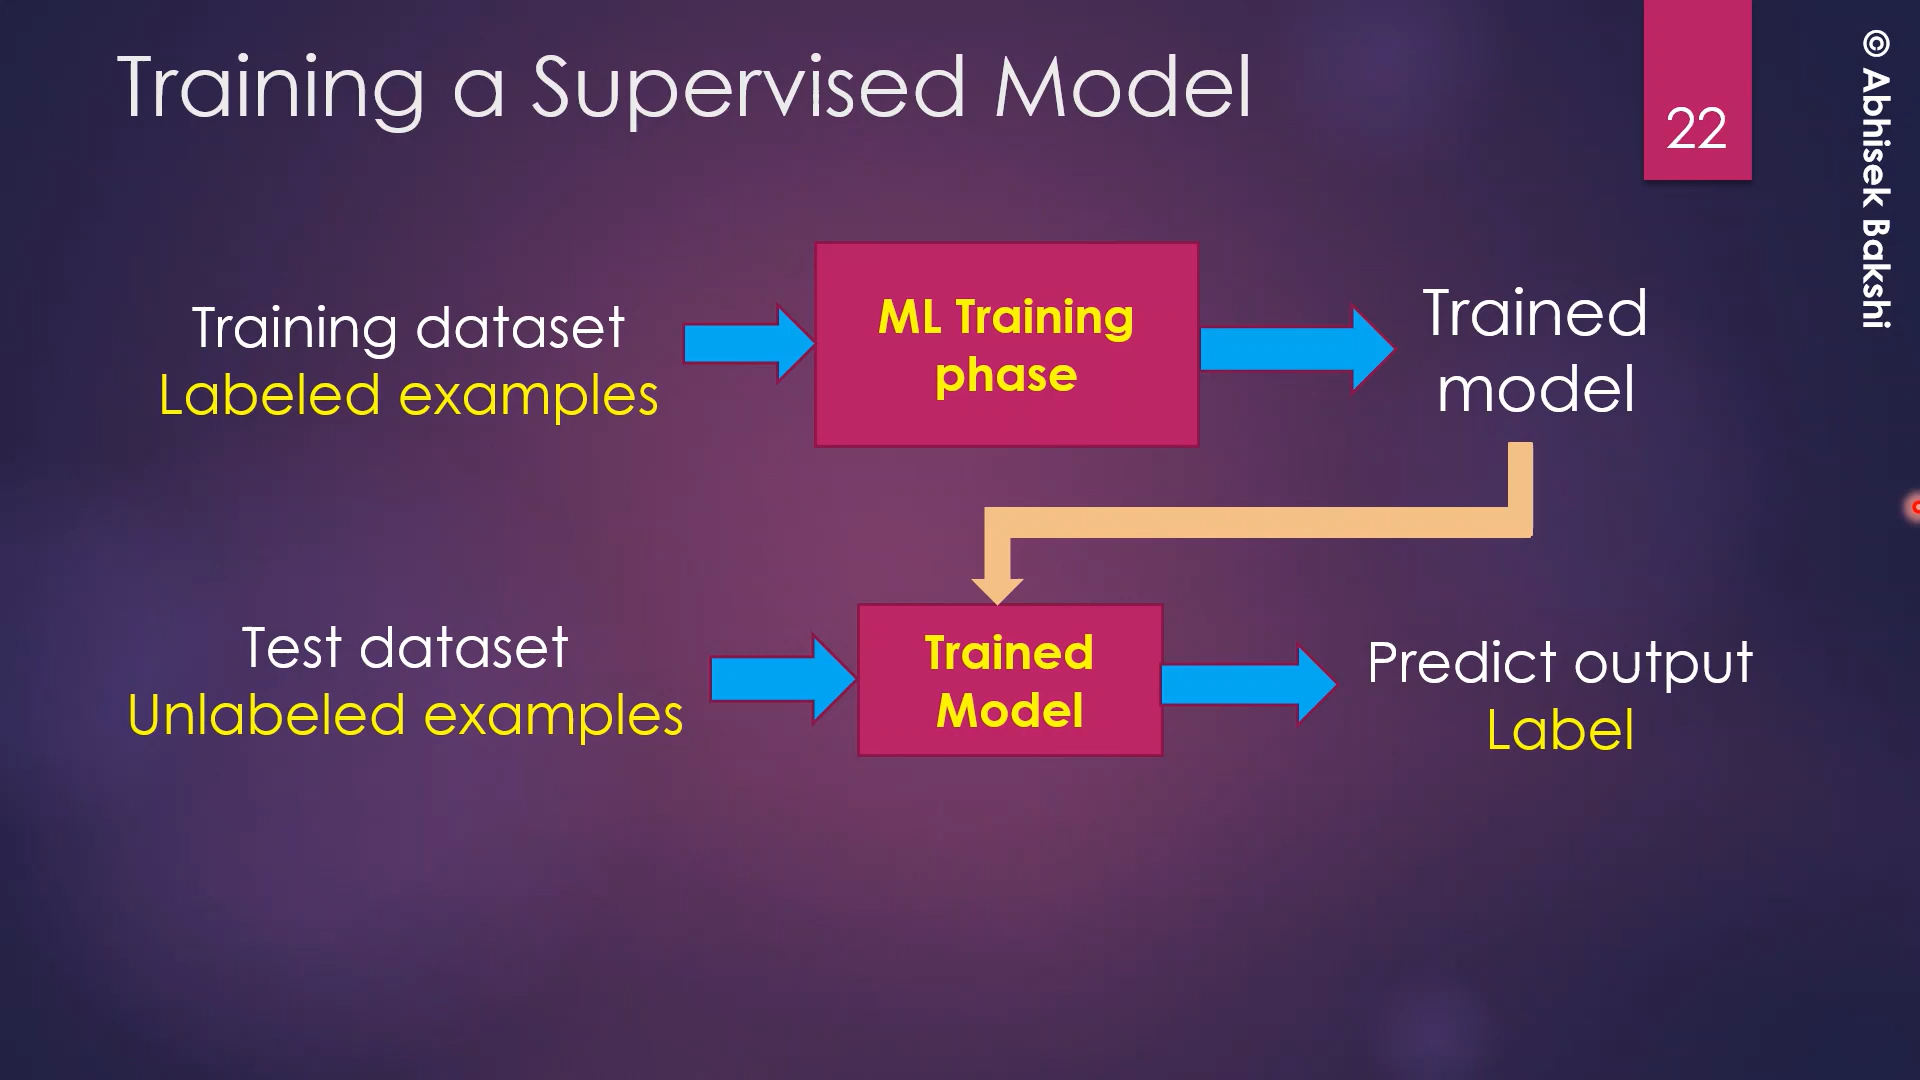 Training a Supervised Model
22
© Abhisek Bakshi
Training dataset
Labeled examples
ML Training
phase
Trained
model
Test dataset
Unlabeled examples
Trained
Model
Predict output
Label